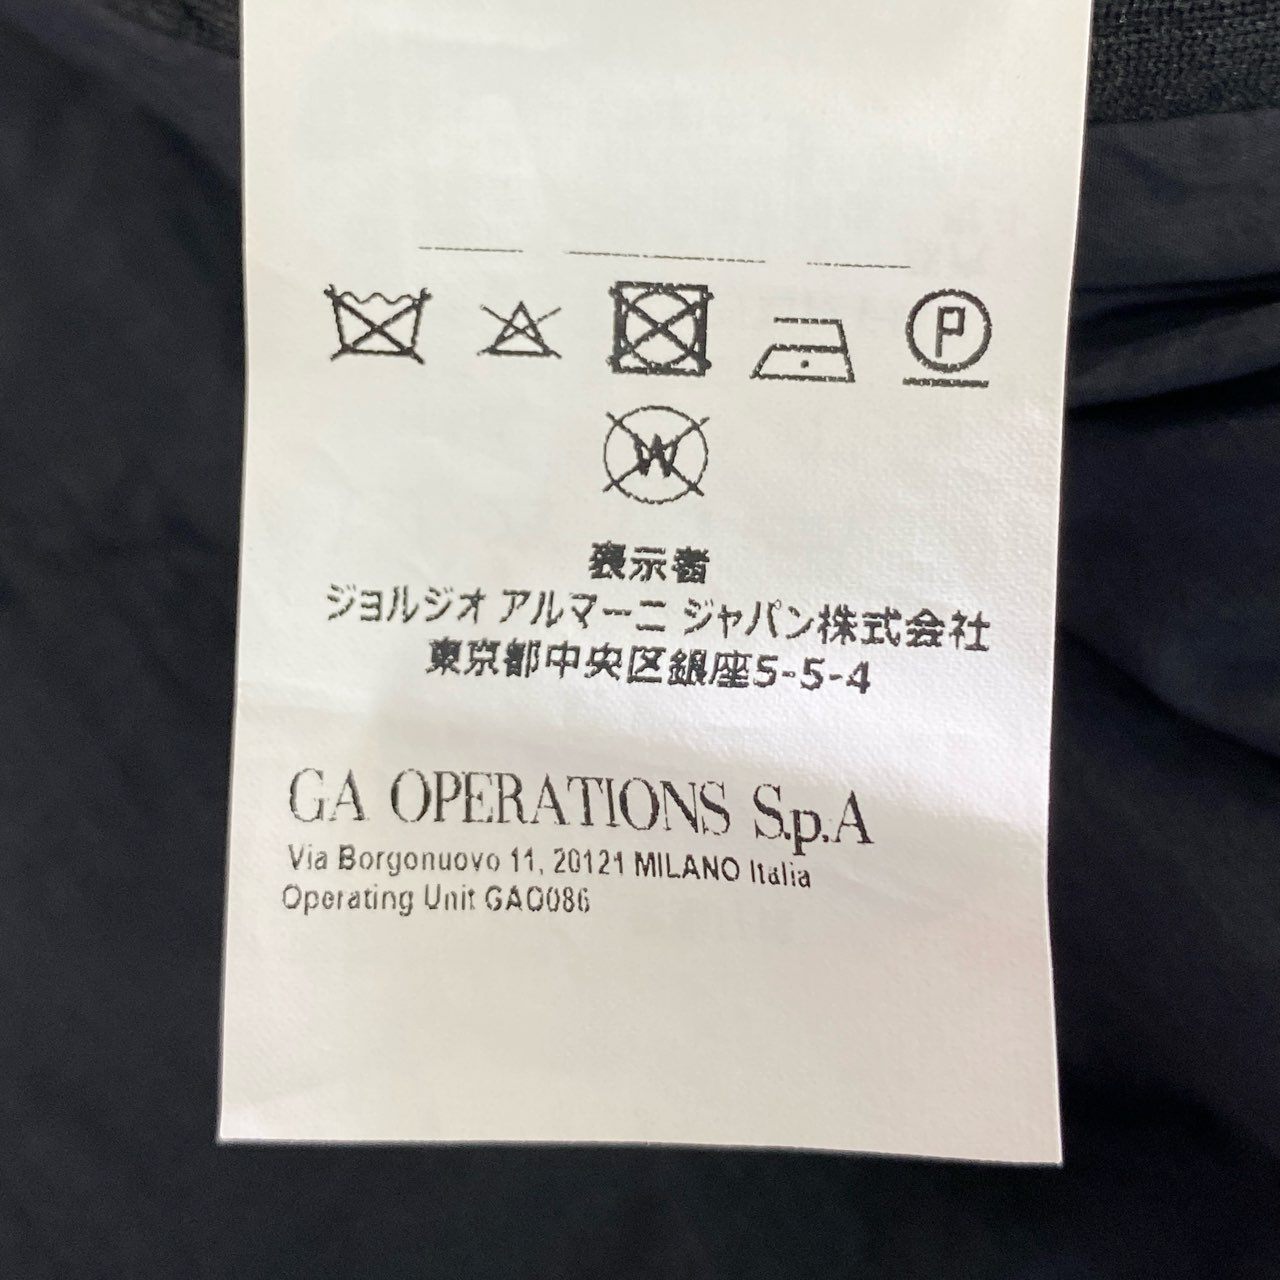 P
W
表示者
ジョルジオ アルマーニ ジャパン株式会社
東京都中央区銀座5-5-4
GA OPERATIONS S.p.A
Via Borgonuovo 11, 20121 MILANO Italia
Operating Unit GAO086